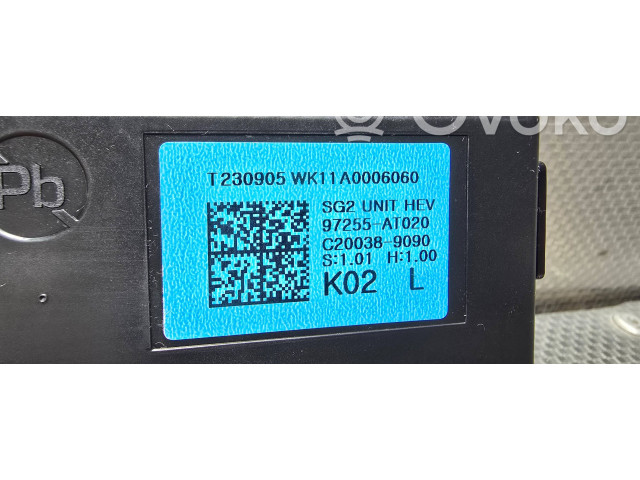 OVOKO
Pb
T230905 WK11A0006060
SG2 UNIT HEV
97255-AT020
C20038-9090
S:1.01 H:1.00
K02 L